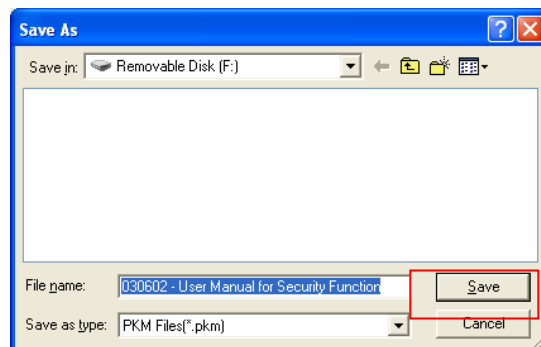 Save As
Save in: Removable Disk (F:)
File name: 030602 - User Manual for Security Function Save
Save as type: PKM Files(*.pkm) Cancel